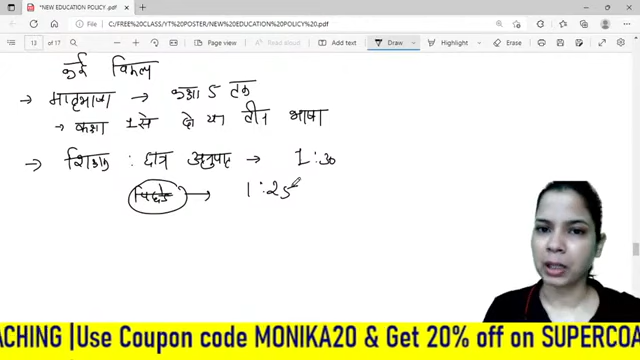 *NEW EDUCATION POLICY*.pdf
C:/FREE%20CLASS/YT%20POSTER/NEW%20EDUCATION%20POLICY%20.pdf
13 of 17
Page view
Read aloud
Add text
Draw
Highlight
Erase
कई विकल्प
→ मातृभाषा → कक्षा 5 तक
→ कक्षा 1से दो या तीन भाषा
→ शिक्षक : छात्र अनुपात → 1:30
पिछड़े → 1:25
ACHING |Use Coupon code MONIKA20 & Get 20% off on SUPERCOA